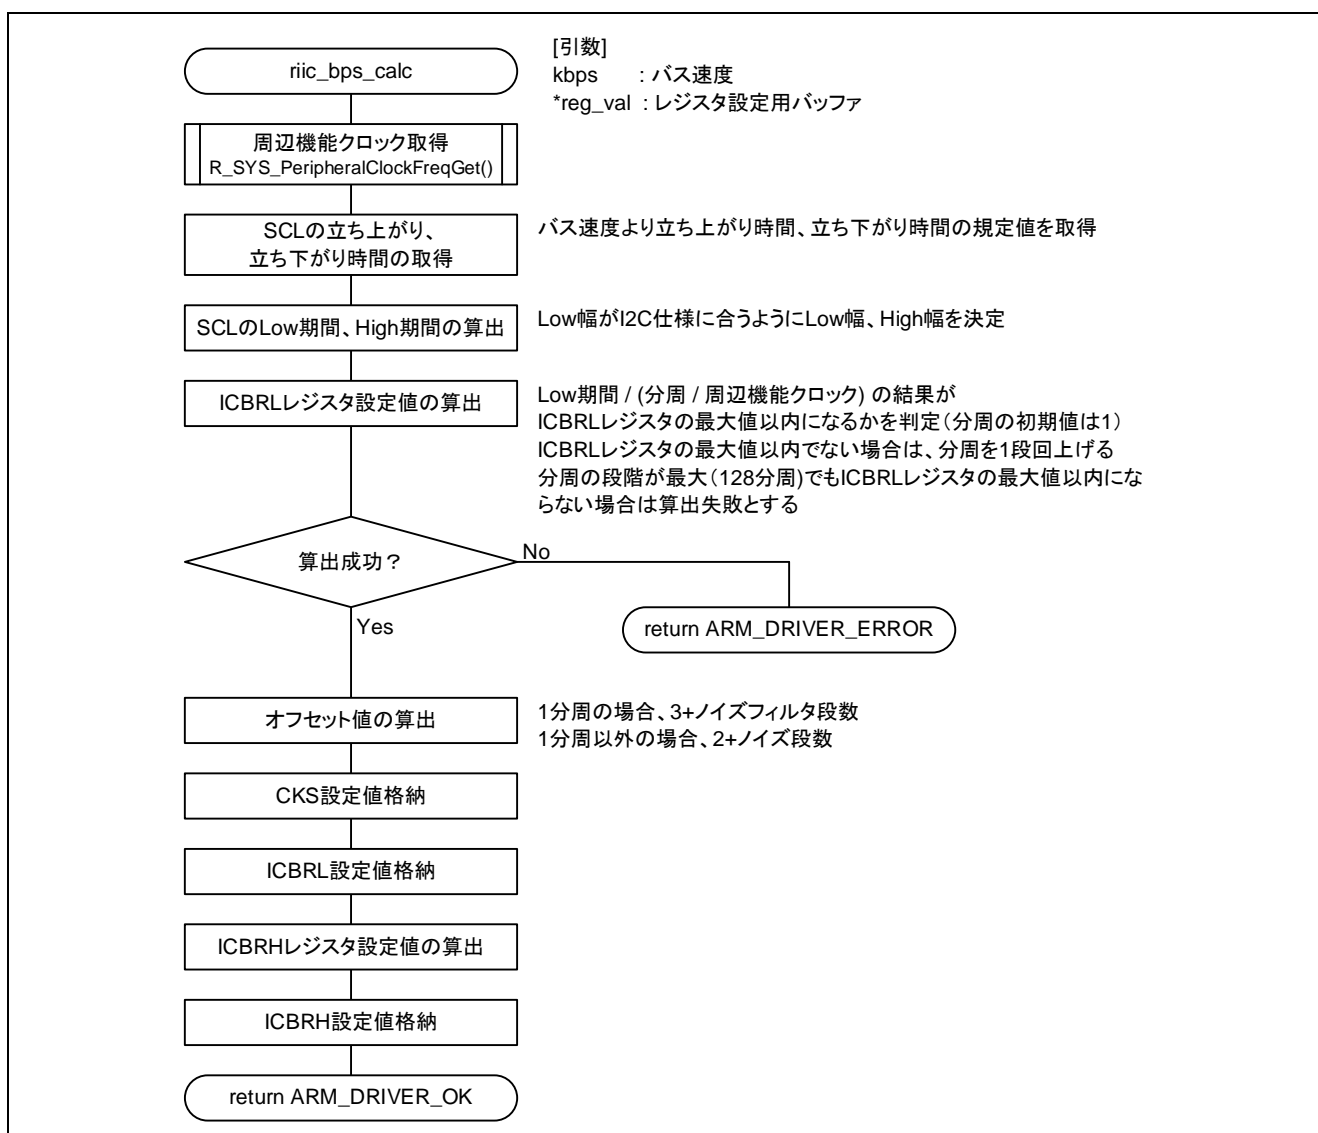 riic_bps_calc
[引数]
kbps : バス速度
*reg_val : レジスタ設定用バッファ
周辺機能クロック取得
R_SYS_PeripheralClockFreqGet()
SCLの立ち上がり、
立ち下がり時間の取得
バス速度より立ち上がり時間、立ち下がり時間の規定値を取得
SCLのLow期間、High期間の算出
Low幅がI2C仕様に合うようにLow幅、High幅を決定
ICBRLレジスタ設定値の算出
Low期間 / (分周 / 周辺機能クロック) の結果が
ICBRLレジスタの最大値以内になるかを判定(分周の初期値は1)
ICBRLレジスタの最大値以内でない場合は、分周を1段回上げる
分周の段階が最大(128分周)でもICBRLレジスタの最大値以内にな
らない場合は算出失敗とする
算出成功?
No
return ARM_DRIVER_ERROR
Yes
オフセット値の算出
1分周の場合、3+ノイズフィルタ段数
1分周以外の場合、2+ノイズ段数
CKS設定値格納
ICBRL設定値格納
ICBRHレジスタ設定値の算出
ICBRH設定値格納
return ARM_DRIVER_OK